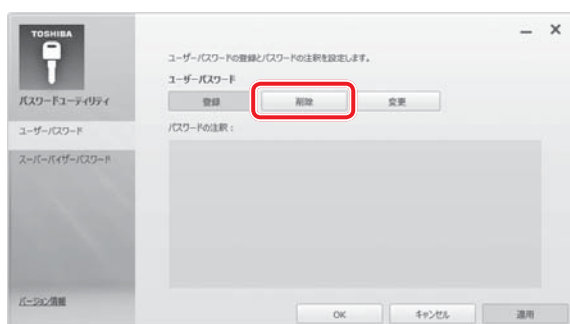 TOSHIBA
パスワードユーティリティ
ユーザーパスワード
スーパーバイザーパスワード
バージョン情報
ユーザーパスワードの登録とパスワードの注釈を設定します。
ユーザーパスワード
登録 削除 変更
パスワードの注釈：
OK キャンセル 適用